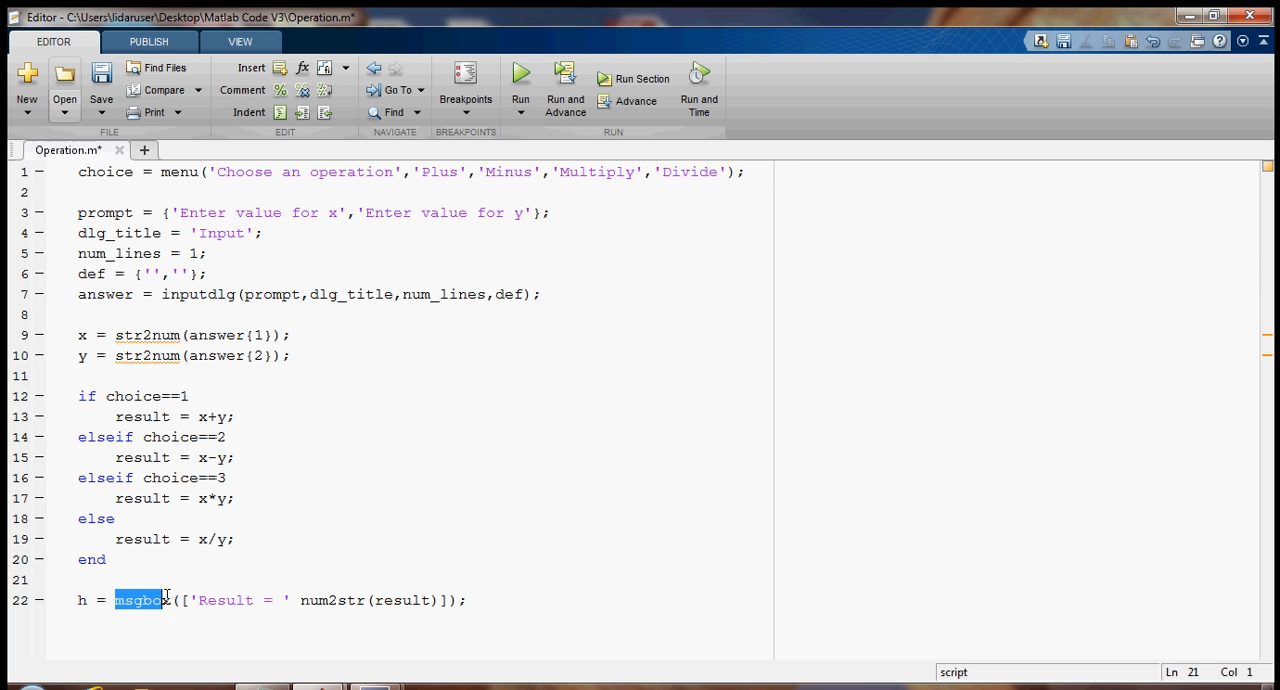 Editor - C:\Users\lidaruser\Desktop\Matlab Code V3\Operation.m*
EDITOR PUBLISH VIEW
New Open Save Find Files Compare Print
FILE
Insert fx
Comment %
Indent
EDIT
Go To
Find
NAVIGATE
Breakpoints
BREAKPOINTS
Run Run and Advance Run Section Advance Run and Time
RUN
Operation.m* × +
1 – choice = menu('Choose an operation','Plus','Minus','Multiply','Divide');
2
3 – prompt = {'Enter value for x','Enter value for y'};
4 – dlg_title = 'Input';
5 – num_lines = 1;
6 – def = {'',''};
7 – answer = inputdlg(prompt,dlg_title,num_lines,def);
8
9 – x = str2num(answer{1});
10 – y = str2num(answer{2});
11
12 – if choice==1
13 – result = x+y;
14 – elseif choice==2
15 – result = x-y;
16 – elseif choice==3
17 – result = x*y;
18 – else
19 – result = x/y;
20 – end
21
22 – h = msgbox(['Result = ' num2str(result)]);
script Ln 21 Col 1